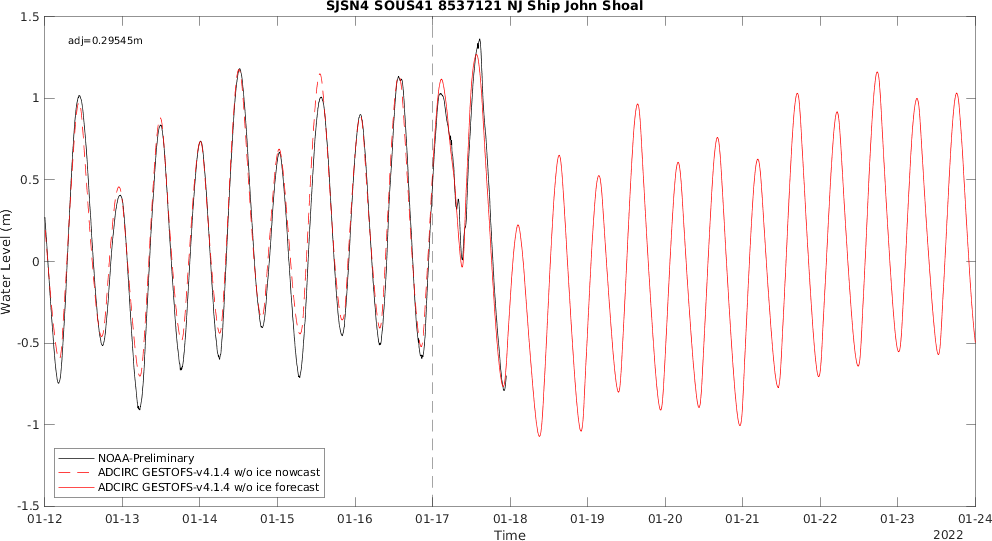 SJSN4 SOUS41 8537121 NJ Ship John Shoal
adj=0.29545m
1.5
1
0.5
0
-0.5
-1
-1.5
Water Level (m)
NOAA-Preliminary
ADCIRC GESTOFS-v4.1.4 w/o ice nowcast
ADCIRC GESTOFS-v4.1.4 w/o ice forecast
01-12 01-13 01-14 01-15 01-16 01-17 01-18 01-19 01-20 01-21 01-22 01-23 01-24
Time
2022